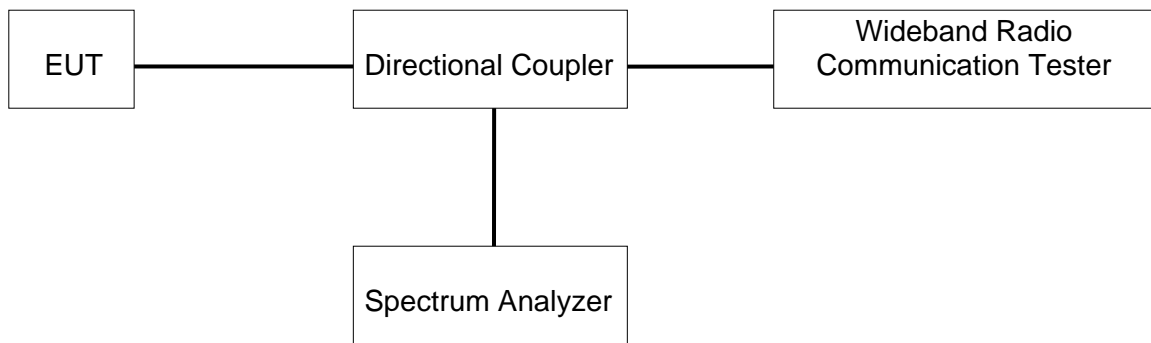 EUT
Directional Coupler
Wideband Radio
Communication Tester
Spectrum Analyzer